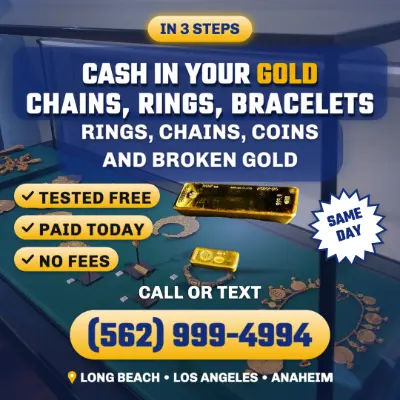 IN 3 STEPS
CASH IN YOUR GOLD
CHAINS, RINGS, BRACELETS
RINGS, CHAINS, COINS
AND BROKEN GOLD
TESTED FREE
PAID TODAY
NO FEES
SAME
DAY
CALL OR TEXT
(562) 999-4994
LONG BEACH • LOS ANGELES • ANAHEIM